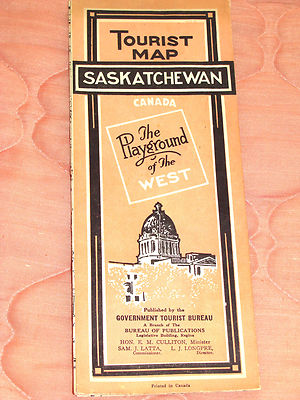 TOURIST
MAP
SASKATCHEWAN
CANADA
The
Playground
of The
WEST
Published by the
GOVERNMENT TOURIST BUREAU
A Branch of The
BUREAU OF PUBLICATIONS
Legislative Building, Regina
HON. E. M. CULLITON, Minister
SAM. J. LATTA, L. J. LONGPRE,
Commissioner. Director.
Printed in Canada